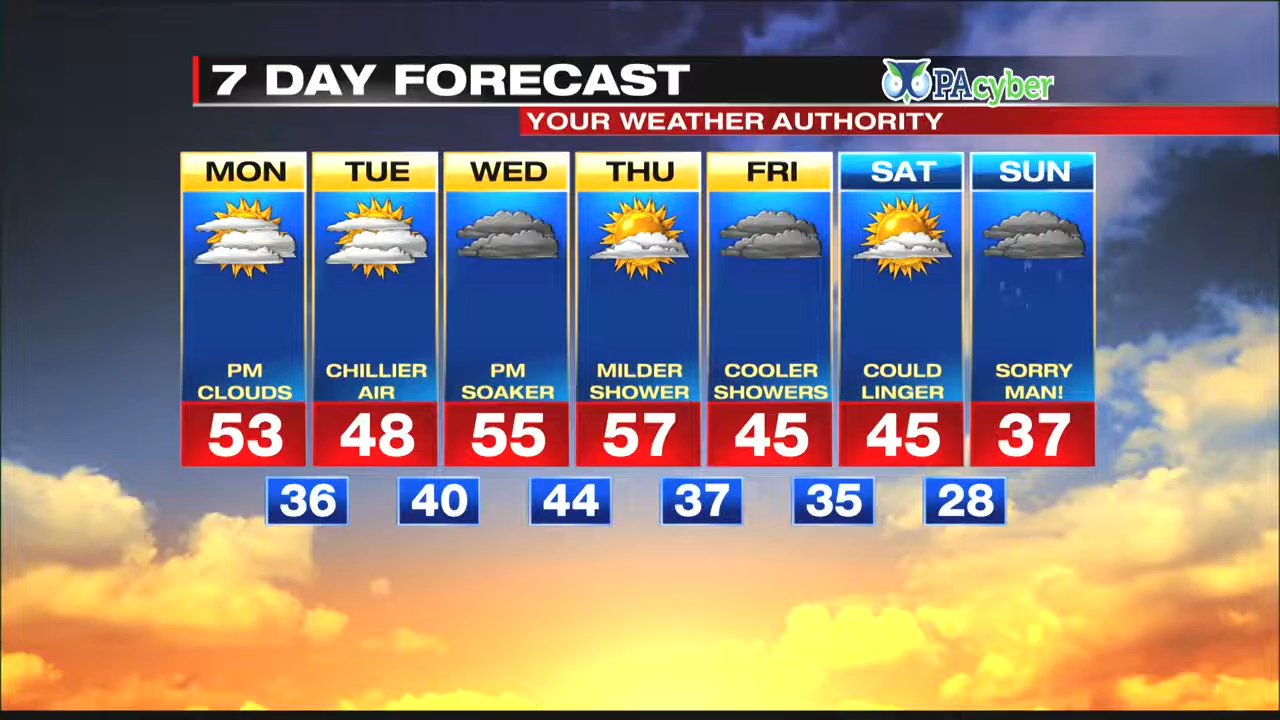 7 DAY FORECAST
PAcyber
YOUR WEATHER AUTHORITY
MON TUE WED THU FRI SAT SUN
PM CHILLIER PM MILDER COOLER COULD SORRY
CLOUDS AIR SOAKER SHOWER SHOWERS LINGER MAN!
53 48 55 57 45 45 37
36 40 44 37 35 28